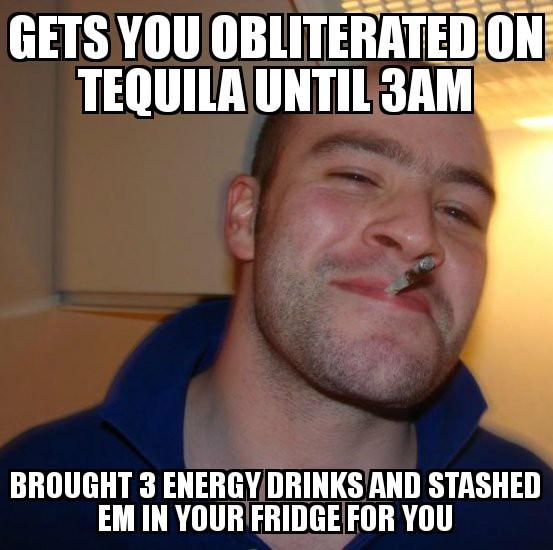 GETS YOU OBLITERATED ON
TEQUILA UNTIL 3AM
BROUGHT 3 ENERGY DRINKS AND STASHED
EM IN YOUR FRIDGE FOR YOU